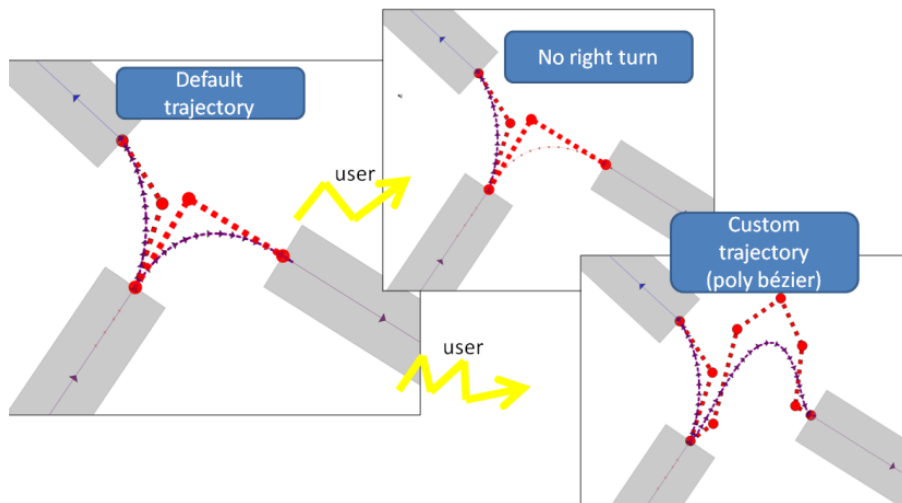 Default
trajectory
No right turn
user
Custom
trajectory
(poly bézier)
user